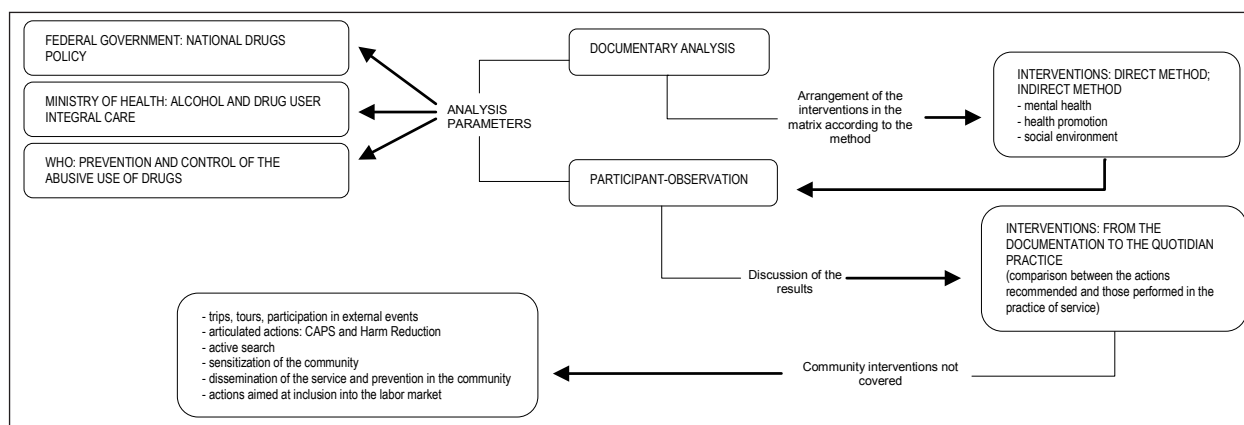 FEDERAL GOVERNMENT: NATIONAL DRUGS
POLICY
MINISTRY OF HEALTH: ALCOHOL AND DRUG USER
INTEGRAL CARE
WHO: PREVENTION AND CONTROL OF THE
ABUSIVE USE OF DRUGS
ANALYSIS
PARAMETERS
DOCUMENTARY ANALYSIS
Arrangement of the
interventions in the
matrix according to the
method
INTERVENTIONS: DIRECT METHOD;
INDIRECT METHOD
- mental health
- health promotion
- social environment
PARTICIPANT-OBSERVATION
Discussion of the
results
INTERVENTIONS: FROM THE
DOCUMENTATION TO THE QUOTIDIAN
PRACTICE
(comparison between the actions
recommended and those performed in the
practice of service)
Community interventions not
covered
- trips, tours, participation in external events
- articulated actions: CAPS and Harm Reduction
- active search
- sensitization of the community
- dissemination of the service and prevention in the community
- actions aimed at inclusion into the labor market